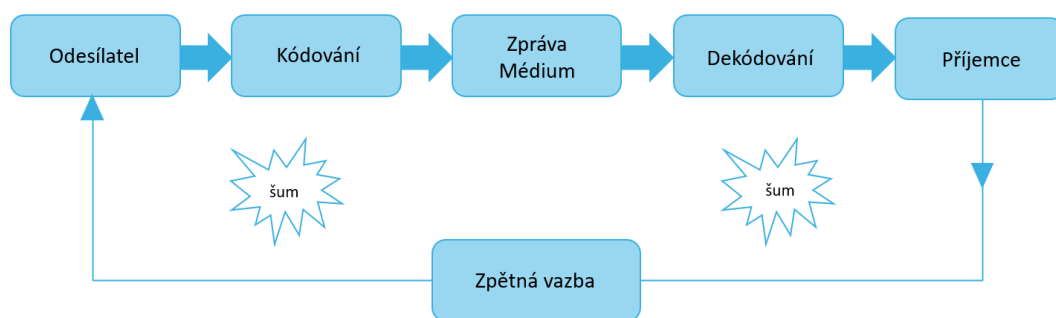 Odesílatel
Kódování
Zpráva
Médium
Dekódování
Příjemce
šum
šum
Zpětná vazba